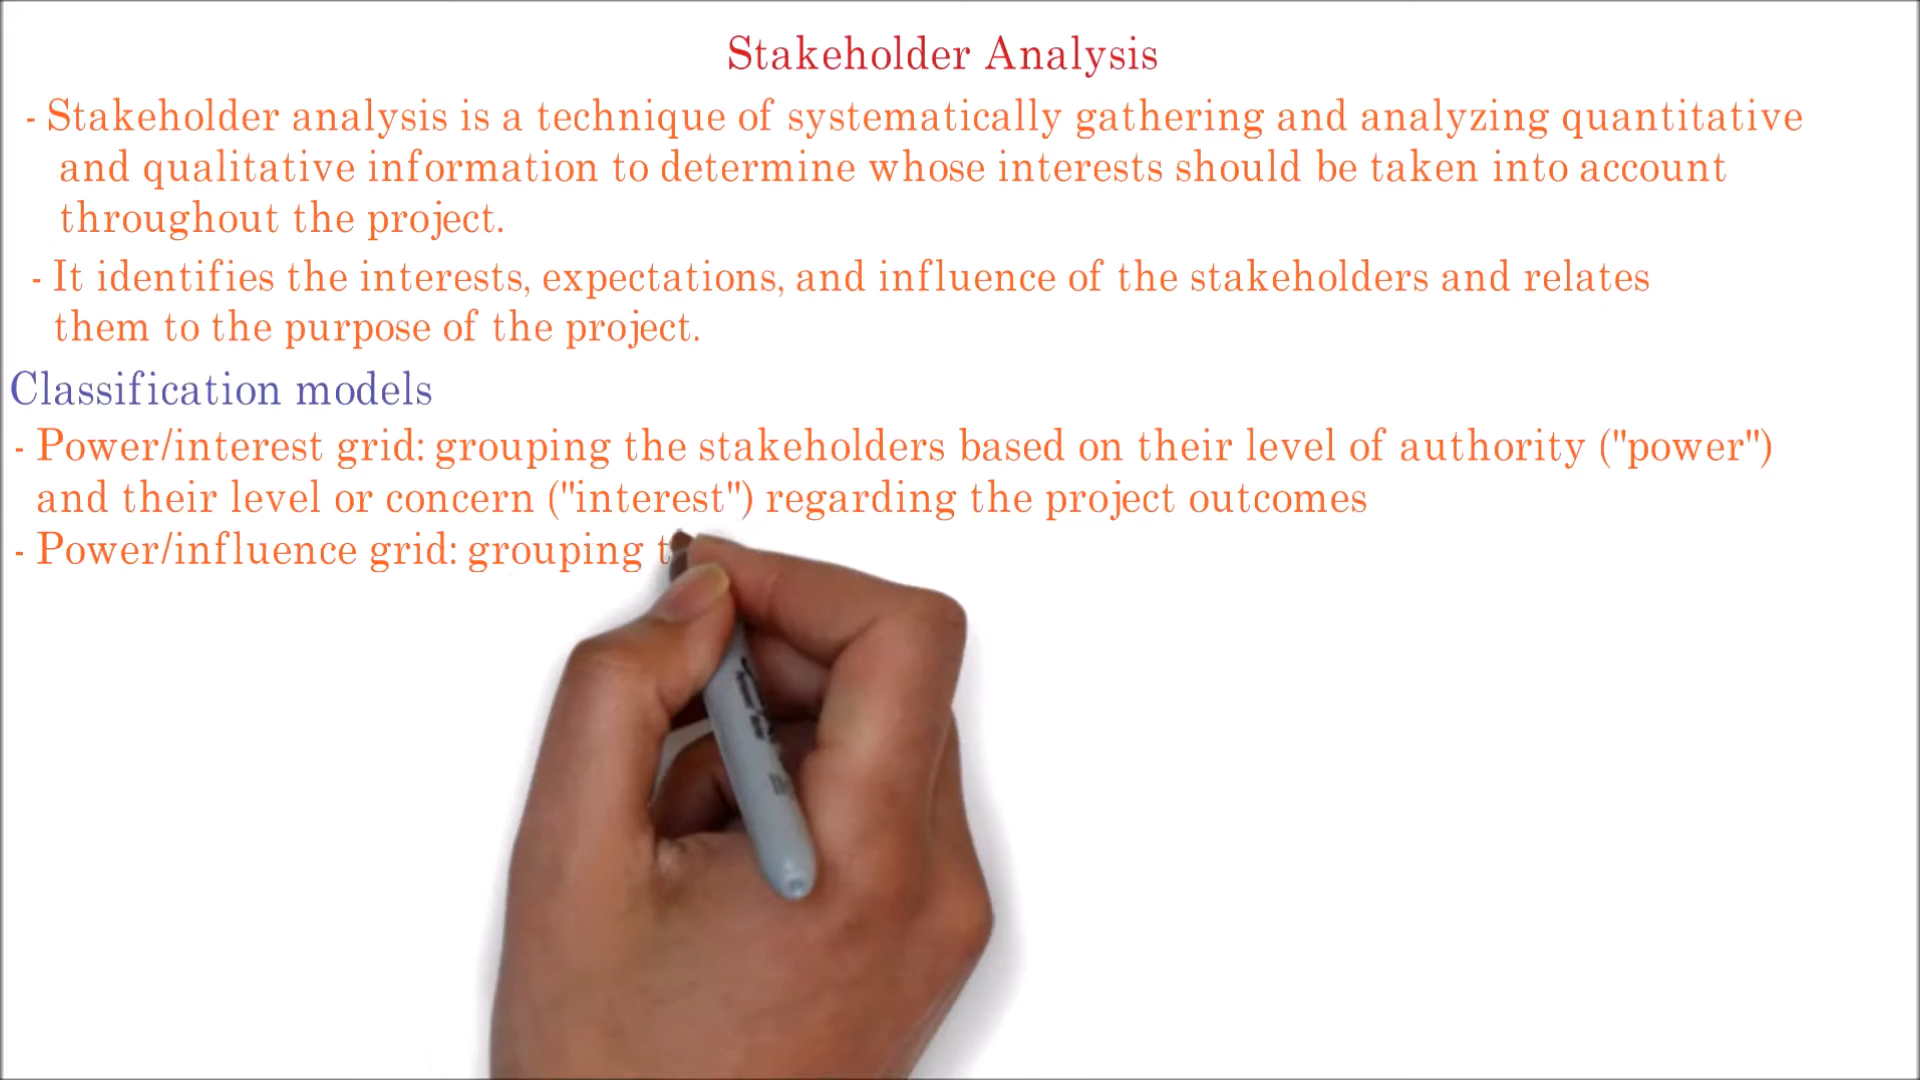 Stakeholder Analysis
- Stakeholder analysis is a technique of systematically gathering and analyzing quantitative
and qualitative information to determine whose interests should be taken into account
throughout the project.
- It identifies the interests, expectations, and influence of the stakeholders and relates
them to the purpose of the project.
Classification models
- Power/interest grid: grouping the stakeholders based on their level of authority ("power")
and their level or concern ("interest") regarding the project outcomes
- Power/influence grid: grouping t